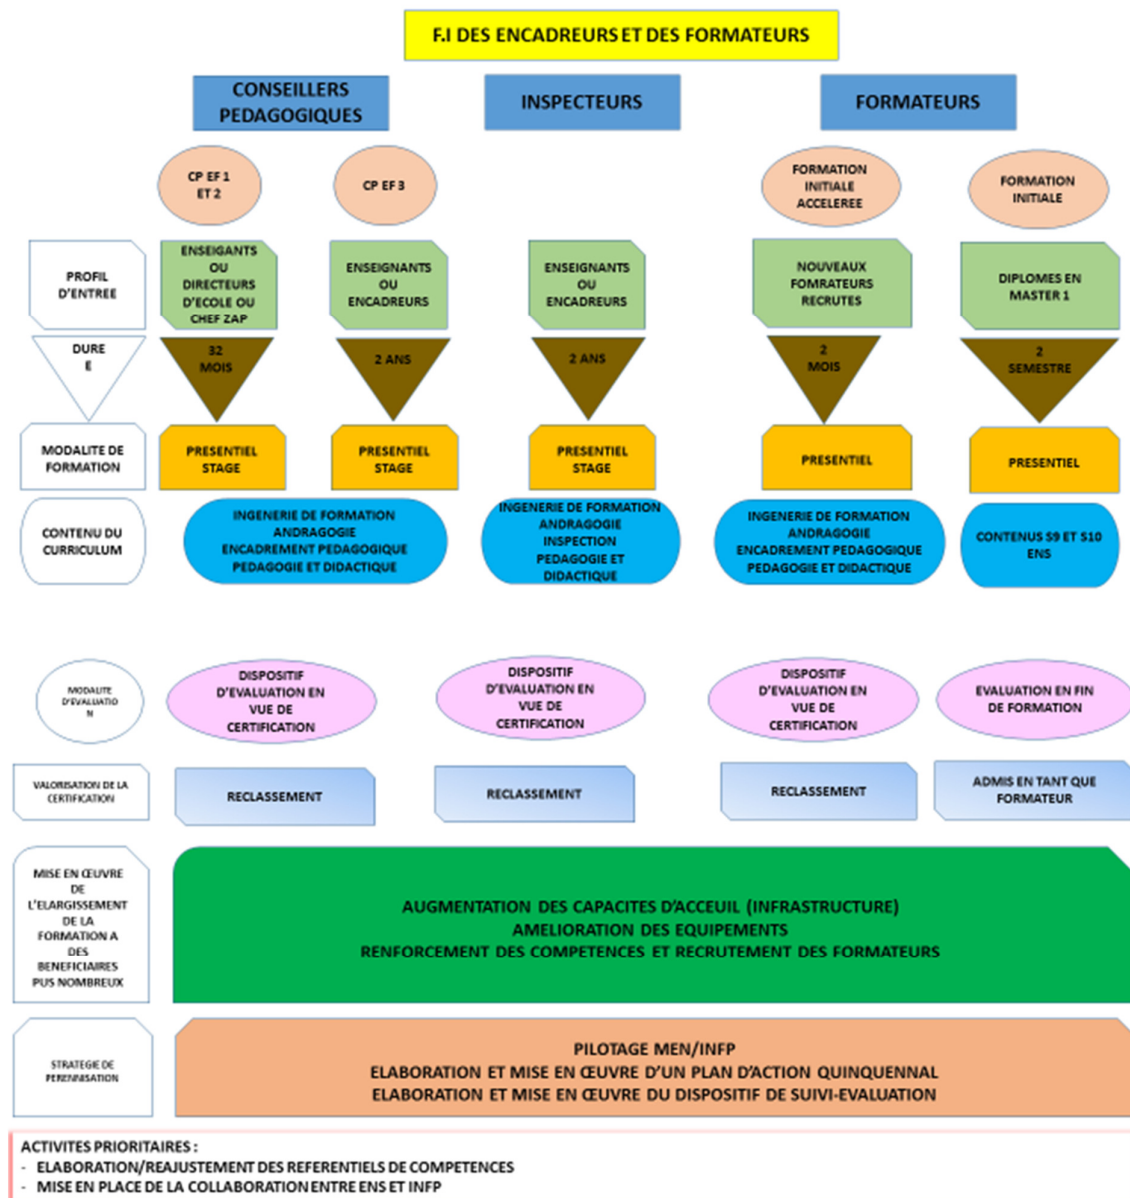 F.I DES ENCADREURS ET DES FORMATEURS
CONSEILLERS
PEDAGOGIQUES
INSPECTEURS
FORMATEURS
CP EF 1
ET 2
CP EF 3
FORMATION
INITIALE
ACCELEREE
FORMATION
INITIALE
PROFIL
D'ENTREE
ENSEIGANTS
OU
DIRECTEURS
D'ECOLE OU
CHEF ZAP
ENSEIGNANTS
OU
ENCADREURS
ENSEIGNANTS
OU
ENCADREURS
NOUVEAUX
FOMRATEURS
RECRUTES
DIPLOMES EN
MASTER 1
DURE
E
32
MOIS
2 ANS
2 ANS
2
MOIS
2
SEMESTRE
MODALITE DE
FORMATION
PRESENTIEL
STAGE
PRESENTIEL
STAGE
PRESENTIEL
STAGE
PRESENTIEL
PRESENTIEL
CONTENU DU
CURRICULUM
INGENERIE DE FORMATION
ANDRAGOGIE
ENCADREMENT PEDAGOGIQUE
PEDAGOGIE ET DIDACTIQUE
INGENERIE DE FORMATION
ANDRAGOGIE
INSPECTION
PEDAGOGIE ET
DIDACTIQUE
INGENERIE DE FORMATION
ANDRAGOGIE
ENCADREMENT PEDAGOGIQUE
PEDAGOGIE ET DIDACTIQUE
CONTENUS S9 ET S10
ENS
MODALITE
D'EVALUATIO
N
DISPOSITIF
D'EVALUATION EN
VUE DE
CERTIFICATION
DISPOSITIF
D'EVALUATION EN
VUE DE
CERTIFICATION
DISPOSITIF
D'EVALUATION EN
VUE DE
CERTIFICATION
EVALUATION EN FIN
DE FORMATION
VALORISATION DE LA
CERTIFICATION
RECLASSEMENT
RECLASSEMENT
RECLASSEMENT
ADMIS EN TANT QUE
FORMATEUR
MISE EN ŒUVRE
DE
L'ELARGISSEMENT
DE LA
FORMATION A
DES
BENEFICIAIRES
PUS NOMBREUX
AUGMENTATION DES CAPACITES D'ACCEUIL (INFRASTRUCTURE)
AMELIORATION DES EQUIPEMENTS
RENFORCEMENT DES COMPETENCES ET RECRUTEMENT DES FORMATEURS
STRATEGIE DE
PERENNISATION
PILOTAGE MEN/INFP
ELABORATION ET MISE EN ŒUVRE D'UN PLAN D'ACTION QUINQUENNAL
ELABORATION ET MISE EN ŒUVRE DU DISPOSITIF DE SUIVI-EVALUATION
ACTIVITES PRIORITAIRES :
- ELABORATION/REAJUSTEMENT DES REFERENTIELS DE COMPETENCES
- MISE EN PLACE DE LA COLLABORATION ENTRE ENS ET INFP